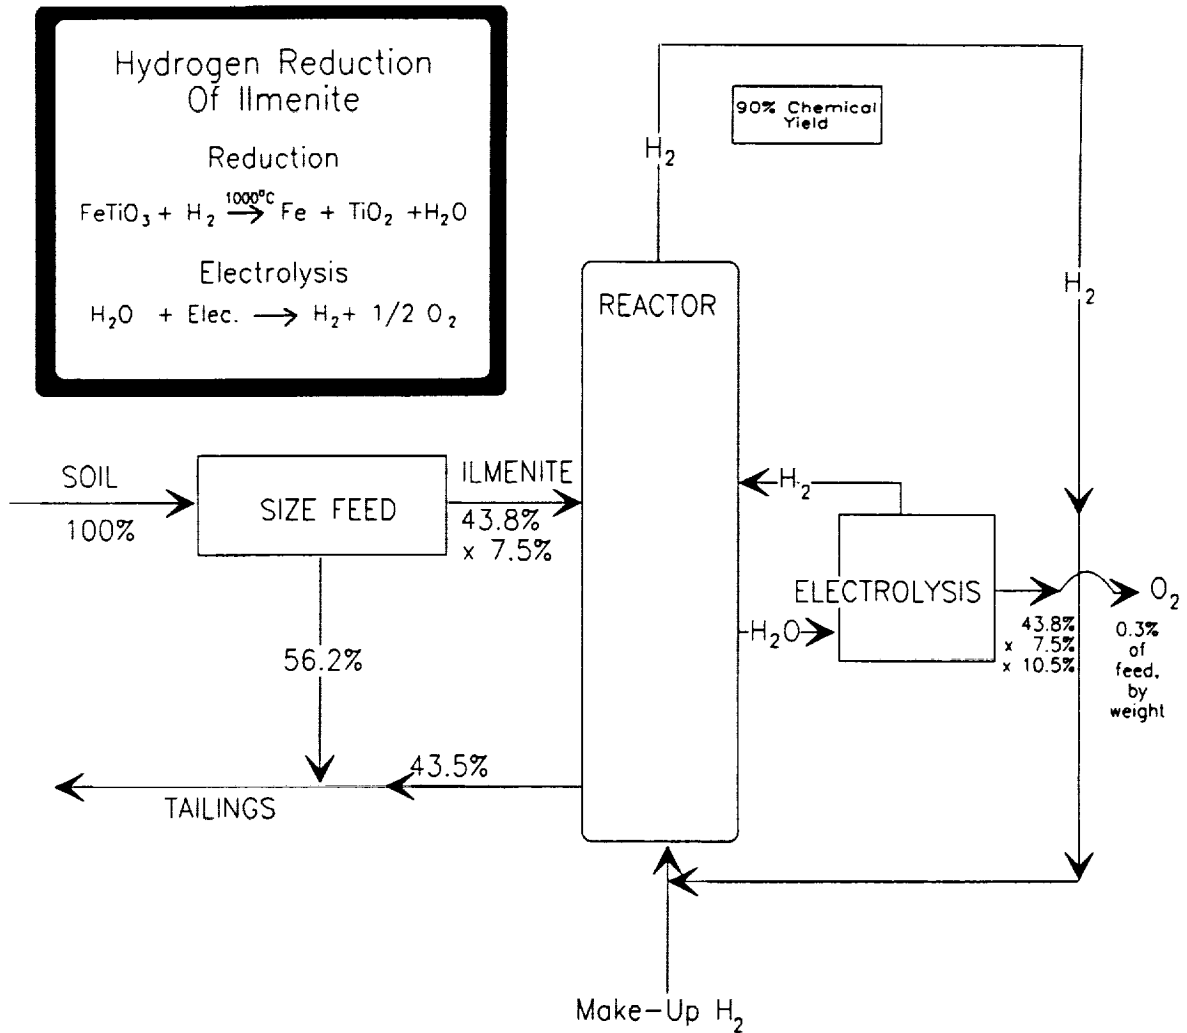 Hydrogen Reduction
Of Ilmenite
Reduction
FeTiO₃ + H₂ 1000°C → Fe + TiO₂ +H₂O
Electrolysis
H₂O + Elec. → H₂+ 1/2 O₂
90% Chemical
Yield
H₂
H₂
REACTOR
SOIL
100%
SIZE FEED
ILMENITE
43.8%
x 7.5%
H₂
ELECTROLYSIS
O₂
H₂O
43.8%
x 7.5%
x 10.5%
0.3%
of
feed,
by
weight
56.2%
43.5%
TAILINGS
Make-Up H₂